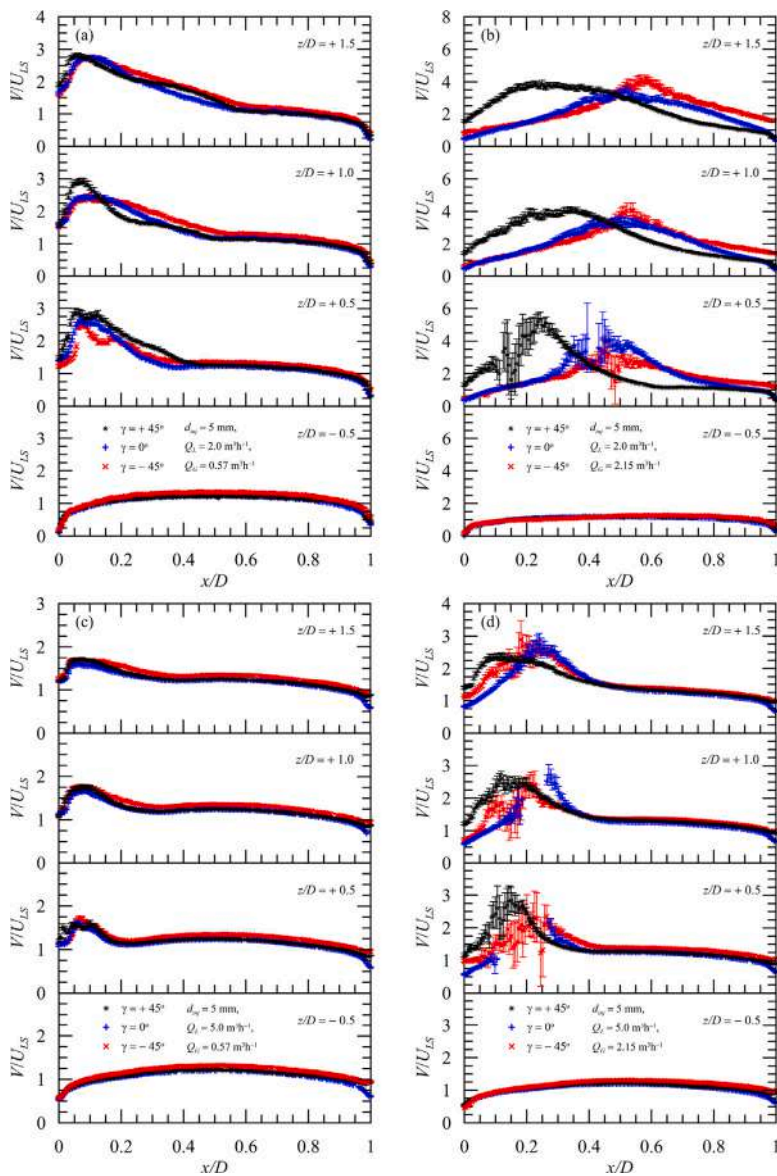 (a)
z/D = + 1.5
V/U_LS
4
3
2
1
0
z/D = + 1.0
V/U_LS
3
2
1
0
z/D = + 0.5
V/U_LS
3
2
1
0
z/D = − 0.5
V/U_LS
3
2
1
0
γ = + 45° d_inj = 5 mm,
γ = 0° Q_L = 2.0 m³h⁻¹,
γ = − 45° Q_G = 0.57 m³h⁻¹
0 0.2 0.4 0.6 0.8 1
x/D
(b)
z/D = + 1.5
V/U_LS
8
6
4
2
0
z/D = + 1.0
V/U_LS
6
4
2
0
z/D = + 0.5
V/U_LS
6
4
2
0
z/D = − 0.5
V/U_LS
3
2
1
0
γ = + 45° d_inj = 5 mm,
γ = 0° Q_L = 2.0 m³h⁻¹,
γ = − 45° Q_G = 2.15 m³h⁻¹
0 0.2 0.4 0.6 0.8 1
x/D
(c)
z/D = + 1.5
V/U_LS
3
2
1
0
z/D = + 1.0
V/U_LS
2
1
0
z/D = + 0.5
V/U_LS
2
1
0
z/D = − 0.5
V/U_LS
2
1
0
γ = + 45° d_inj = 5 mm,
γ = 0° Q_L = 5.0 m³h⁻¹,
γ = − 45° Q_G = 0.57 m³h⁻¹
0 0.2 0.4 0.6 0.8 1
x/D
(d)
z/D = + 1.5
V/U_LS
4
3
2
1
0
z/D = + 1.0
V/U_LS
3
2
1
0
z/D = + 0.5
V/U_LS
3
2
1
0
z/D = − 0.5
V/U_LS
3
2
1
0
γ = + 45° d_inj = 5 mm,
γ = 0° Q_L = 5.0 m³h⁻¹,
γ = − 45° Q_G = 2.15 m³h⁻¹
0 0.2 0.4 0.6 0.8 1
x/D